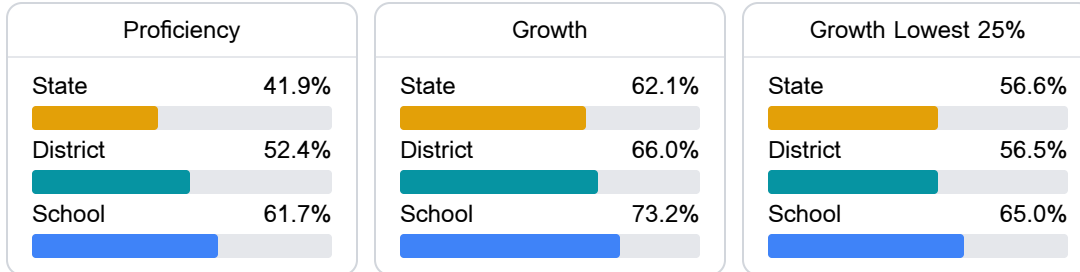 Proficiency
State 41.9%
District 52.4%
School 61.7%
Growth
State 62.1%
District 66.0%
School 73.2%
Growth Lowest 25%
State 56.6%
District 56.5%
School 65.0%